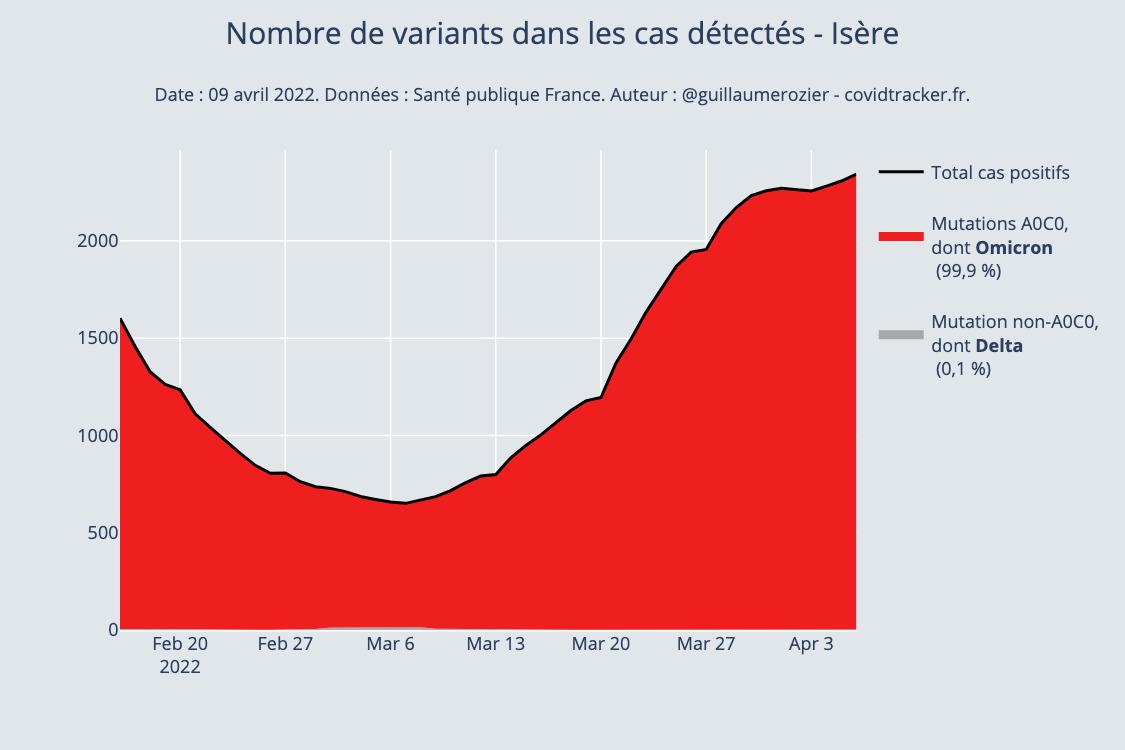 Nombre de variants dans les cas détectés - Isère
Date : 09 avril 2022. Données : Santé publique France. Auteur : @guillaumerozier - covidtracker.fr.
Total cas positifs
Mutations A0C0,
dont Omicron
(99,9 %)
Mutation non-A0C0,
dont Delta
(0,1 %)
2000
1500
1000
500
0
Feb 20
2022
Feb 27
Mar 6
Mar 13
Mar 20
Mar 27
Apr 3